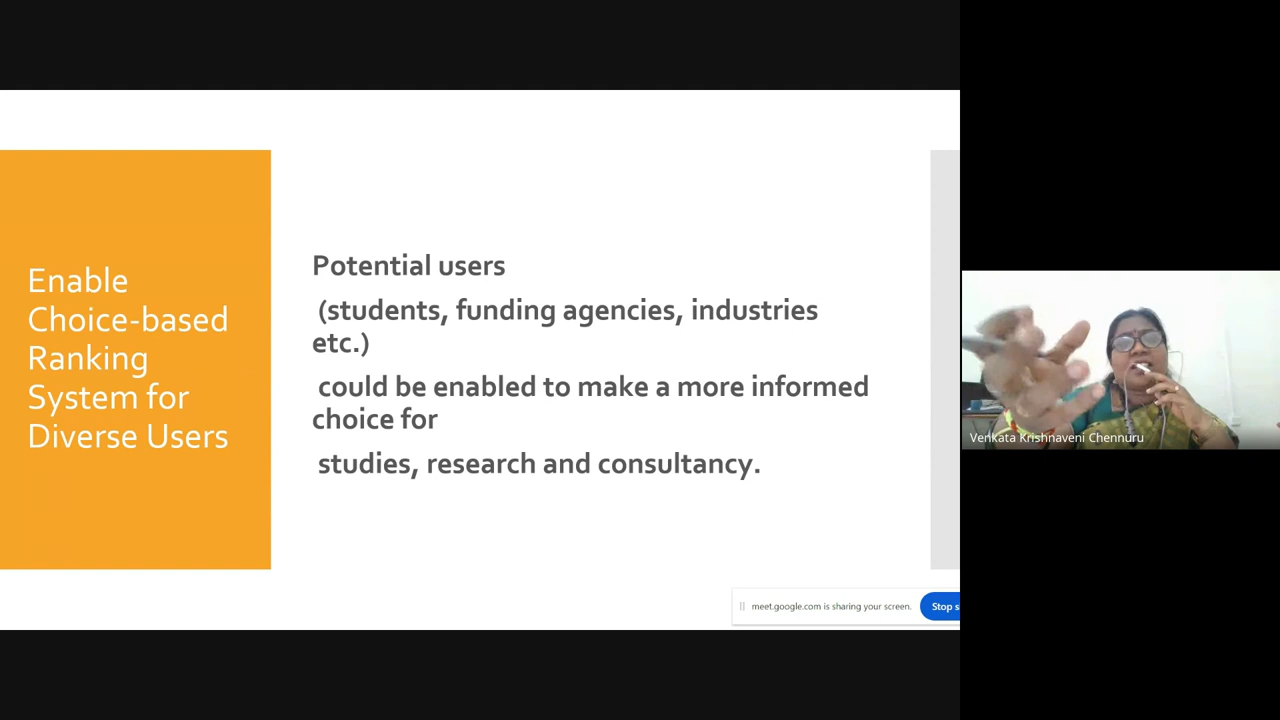 Enable
Choice-based
Ranking
System for
Diverse Users
Potential users
(students, funding agencies, industries
etc.)
could be enabled to make a more informed
choice for
studies, research and consultancy.
Venkata Krishnaveni Chennuru
meet.google.com is sharing your screen.
Stop s